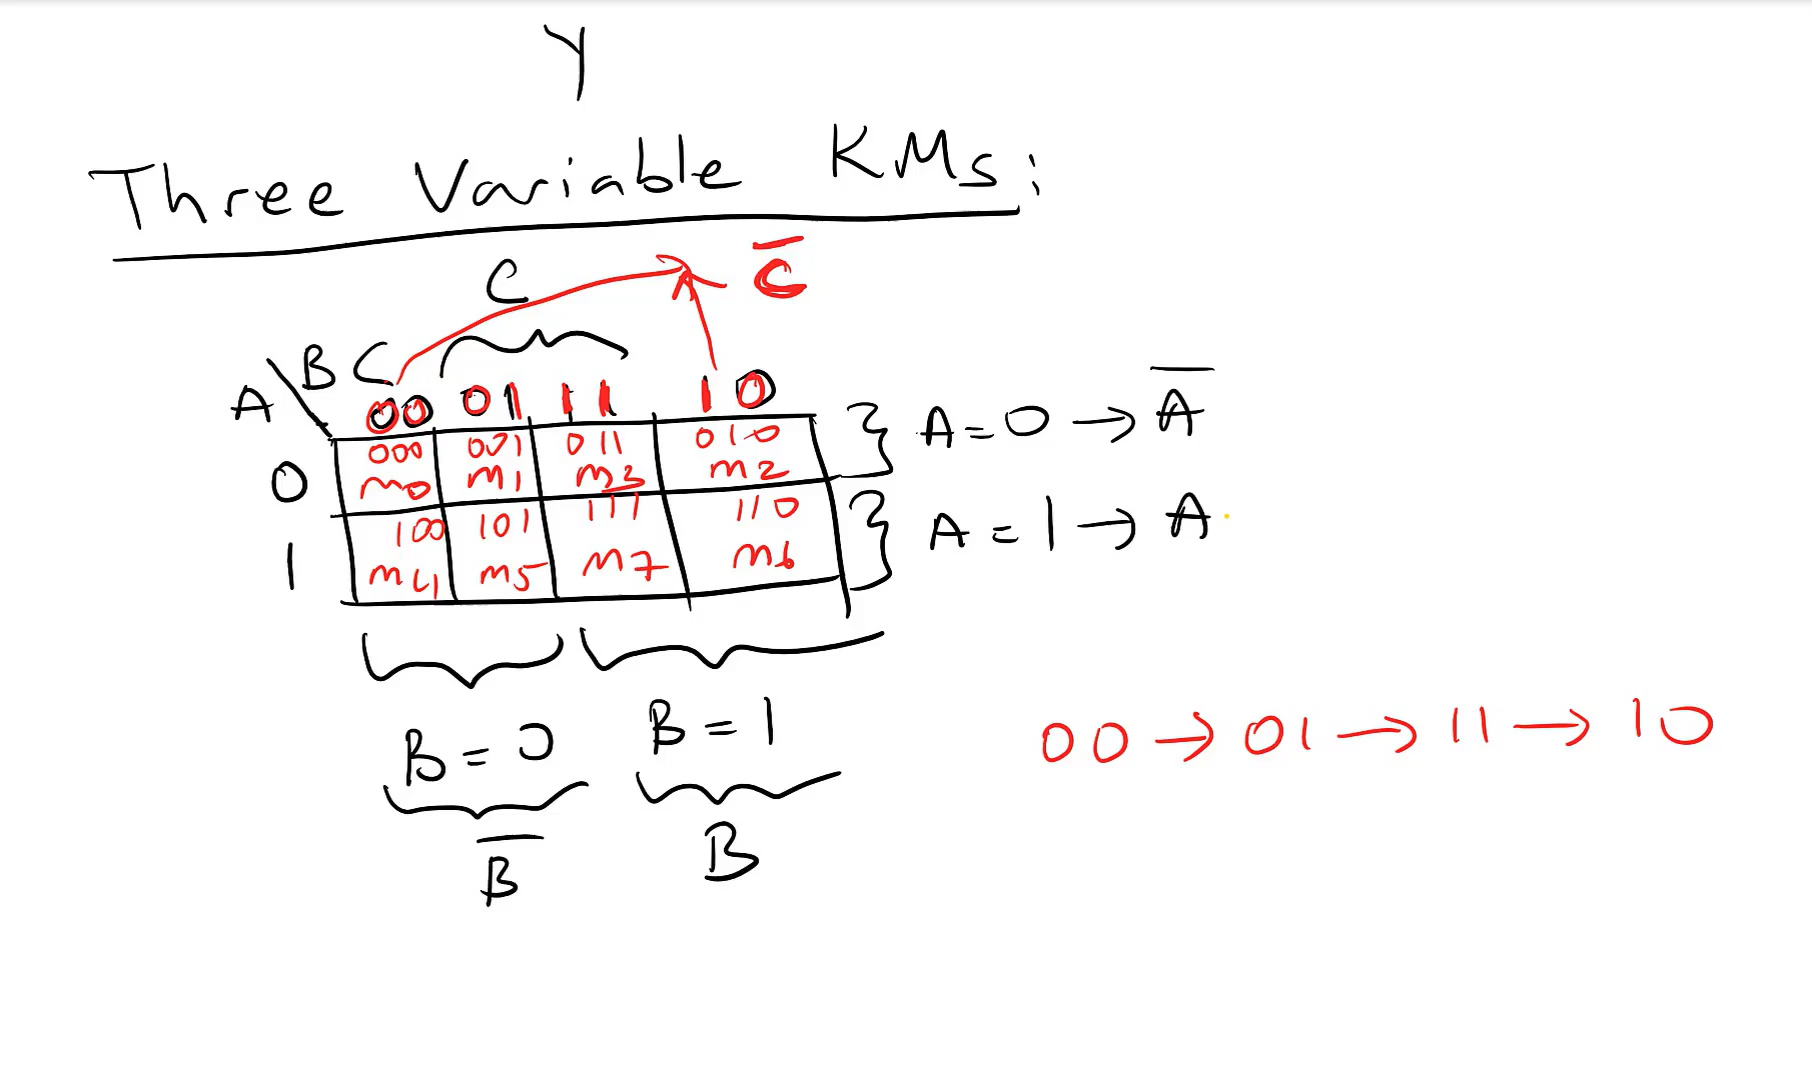 Y
Three Variable KMs:
C C̅
A\BC 00 01 11 10
0 000 001 011 010 } A=0 → A̅
m0 m1 m3 m2
1 100 101 111 110 } A=1 → A
m4 m5 m7 m6
B=0 B=1
00 → 01 → 11 → 10
B̅ B